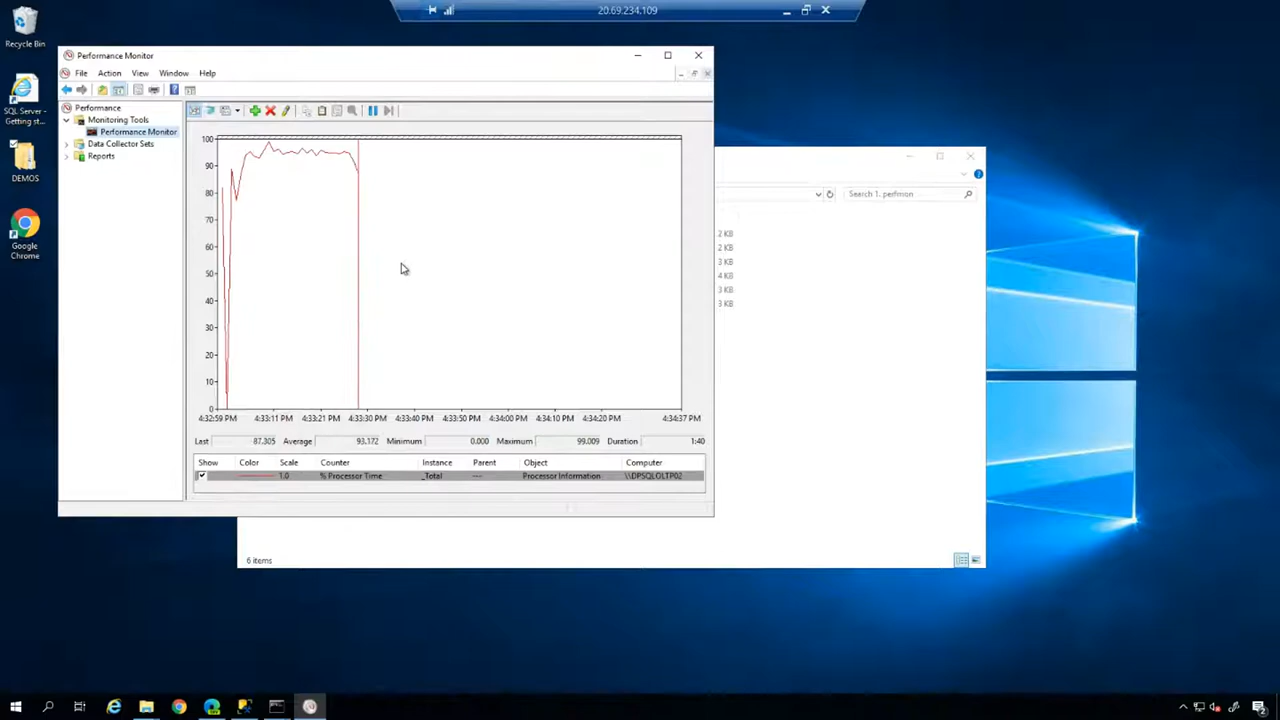 20.69.234.109
Recycle Bin
SQL Server -
Getting st...
DEMOS
Google
Chrome
Performance Monitor
File Action View Window Help
Performance
Monitoring Tools
Performance Monitor
Data Collector Sets
Reports
100
90
80
70
60
50
40
30
20
10
0
4:32:59 PM 4:33:11 PM 4:33:21 PM 4:33:30 PM 4:33:40 PM 4:33:50 PM 4:34:00 PM 4:34:10 PM 4:34:20 PM 4:34:37 PM
Last 87.305 Average 93.172 Minimum 0.000 Maximum 99.009 Duration 1:40
Show Color Scale Counter Instance Parent Object Computer
1.0 % Processor Time _Total --- Processor Information \\DPSQLOLTP02
Search 1. perfmon
2 KB
2 KB
3 KB
4 KB
3 KB
3 KB
6 items
2